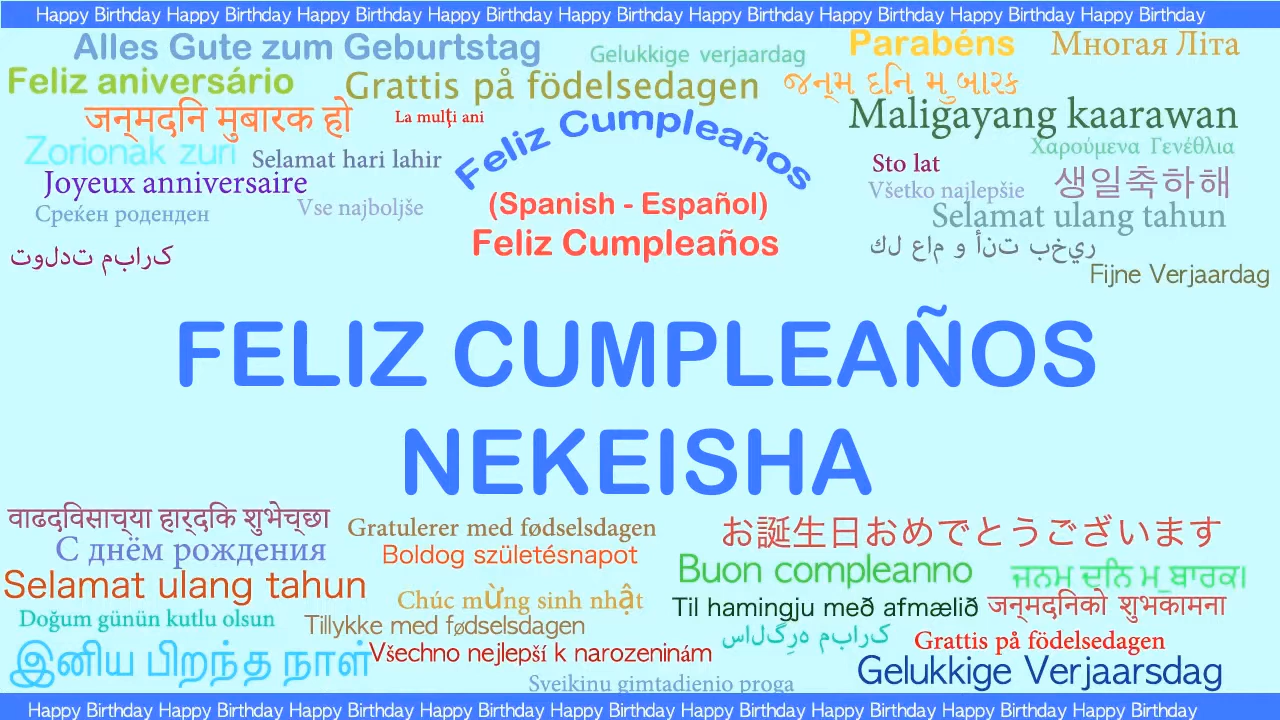 Happy Birthday Happy Birthday Happy Birthday Happy Birthday Happy Birthday Happy Birthday Happy Birthday Happy Birthday Happy Birthday
Alles Gute zum Geburtstag
Gelukkige verjaardag
Parabéns
Многая Літа
Feliz aniversário
Grattis på födelsedagen
જન્મ દિન મુબારક
जन्मदिन मुबारक हो
La mulţi ani
Feliz Cumpleaños
Maligayang kaarawan
Zorionak zuri
Selamat hari lahir
Sto lat
Χαρούμενα Γενέθλια
Joyeux anniversaire
(Spanish - Español)
Všetko najlepšie
생일축하해
Среќен роденден
Vse najboljše
Selamat ulang tahun
Feliz Cumpleaños
تولدت مبارک
كل عام و أنت بخير
Fijne Verjaardag
FELIZ CUMPLEAÑOS
NEKEISHA
वाढदिवसाच्या हार्दिक शुभेच्छा
Gratulerer med fødselsdagen
お誕生日おめでとうございます
С днём рождения
Boldog születésnapot
Buon compleanno
ਜਨਮ ਦਿਨ ਮੁਬਾਰਕ।
Selamat ulang tahun
Chúc mừng sinh nhật
Til hamingju með afmælið
जन्मदिनको शुभकामना
Doğum günün kutlu olsun
Tillykke med fødselsdagen
سالگرہ مبارک
Grattis på födelsedagen
இனிய பிறந்த நாள்
Všechno nejlepší k narozeninám
Gelukkige Verjaarsdag
Sveikinu gimtadienio proga
Happy Birthday Happy Birthday Happy Birthday Happy Birthday Happy Birthday Happy Birthday Happy Birthday Happy Birthday Happy Birthday